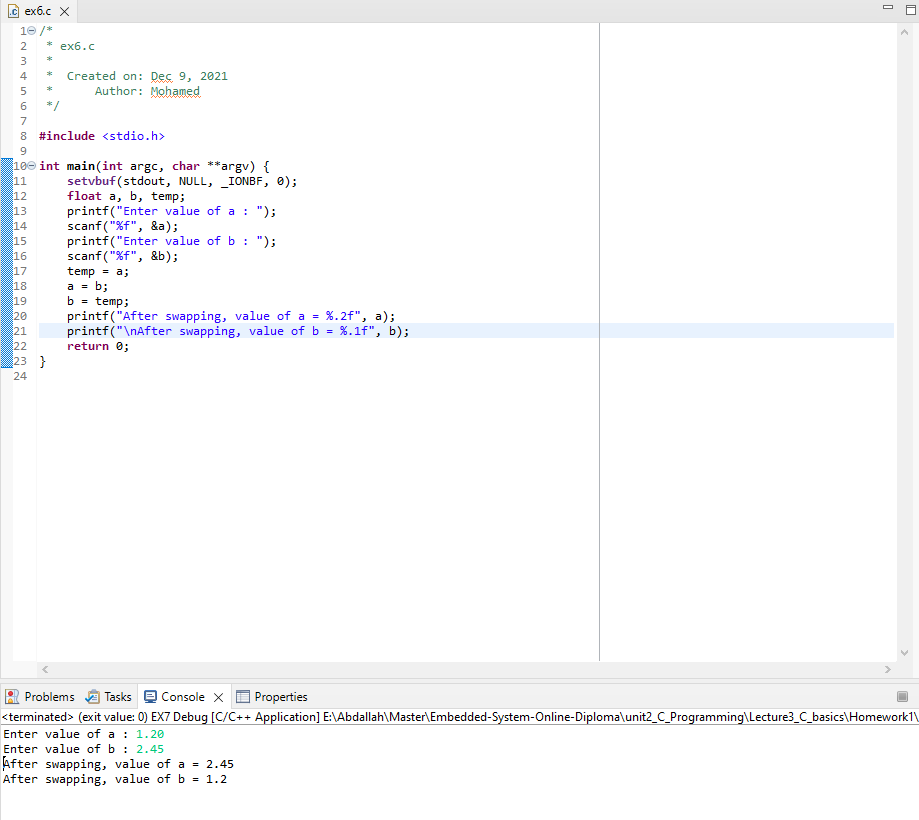 ex6.c
1 /*
2  * ex6.c
3  *
4  *  Created on: Dec 9, 2021
5  *      Author: Mohamed
6  */
7
8 #include <stdio.h>
9
10 int main(int argc, char **argv) {
11     setvbuf(stdout, NULL, _IONBF, 0);
12     float a, b, temp;
13     printf("Enter value of a : ");
14     scanf("%f", &a);
15     printf("Enter value of b : ");
16     scanf("%f", &b);
17     temp = a;
18     a = b;
19     b = temp;
20     printf("After swapping, value of a = %.2f", a);
21     printf("\nAfter swapping, value of b = %.1f", b);
22     return 0;
23 }
24
Problems Tasks Console Properties
<terminated> (exit value: 0) EX7 Debug [C/C++ Application] E:\Abdallah\Master\Embedded-System-Online-Diploma\unit2_C_Programming\Lecture3_C_basics\Homework1\
Enter value of a : 1.20
Enter value of b : 2.45
After swapping, value of a = 2.45
After swapping, value of b = 1.2